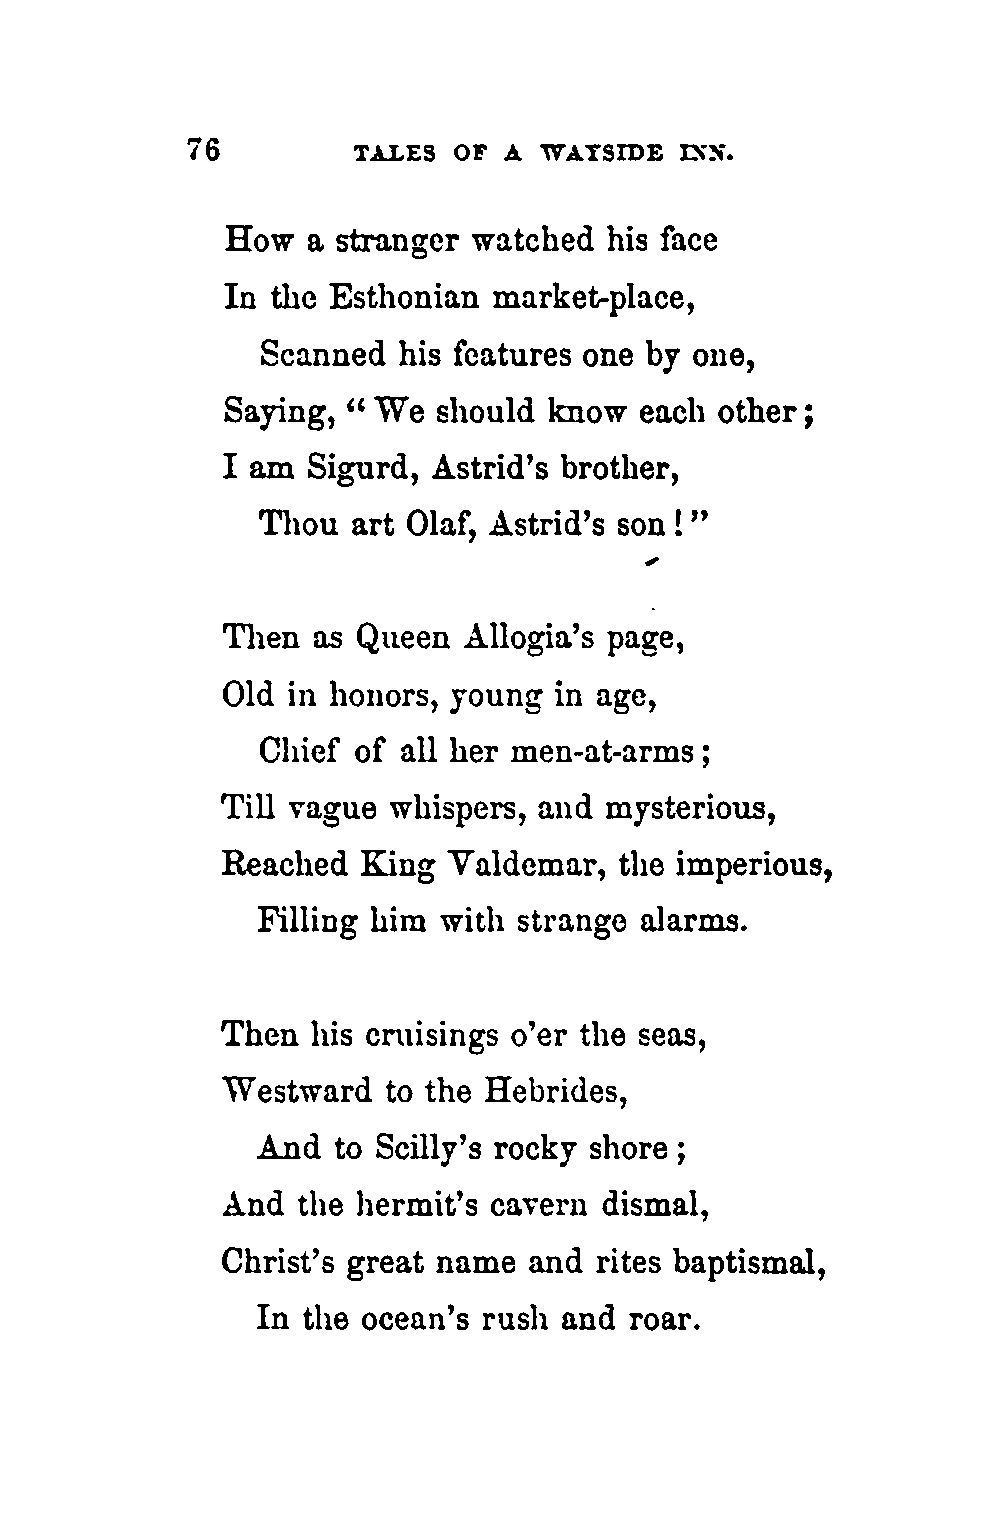 76 TALES OF A WAYSIDE INN.
How a stranger watched his face
In the Esthonian market-place,
Scanned his features one by one,
Saying, “ We should know each other ;
I am Sigurd, Astrid’s brother,
Thou art Olaf, Astrid’s son ! ”
Then as Queen Allogia’s page,
Old in honors, young in age,
Chief of all her men-at-arms ;
Till vague whispers, and mysterious,
Reached King Valdemar, the imperious,
Filling him with strange alarms.
Then his cruisings o’er the seas,
Westward to the Hebrides,
And to Scilly’s rocky shore ;
And the hermit’s cavern dismal,
Christ’s great name and rites baptismal,
In the ocean’s rush and roar.